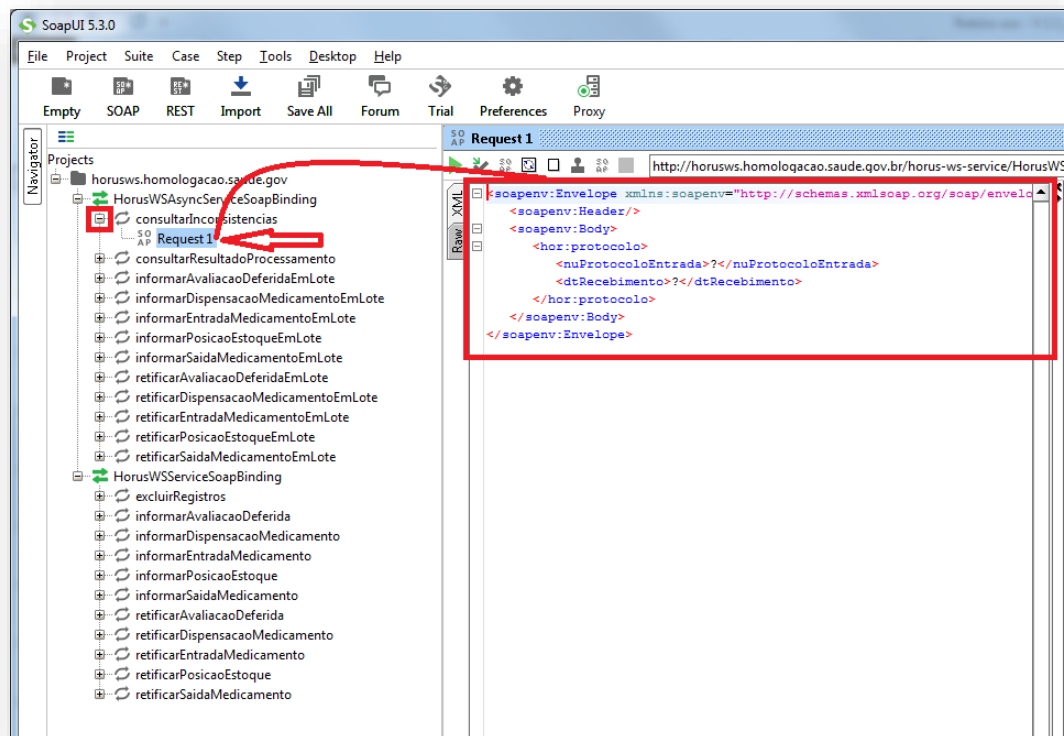 SoapUI 5.3.0
File Project Suite Case Step Tools Desktop Help
Empty SOAP REST Import Save All Forum Trial Preferences Proxy
Navigator
Projects
horusws.homologacao.saude.gov
HorusWSAsyncServiceSoapBinding
consultarInconsistencias
Request 1
consultarResultadoProcessamento
informarAvaliacaoDeferidaEmLote
informarDispensacaoMedicamentoEmLote
informarEntradaMedicamentoEmLote
informarPosicaoEstoqueEmLote
informarSaidaMedicamentoEmLote
retificarAvaliacaoDeferidaEmLote
retificarDispensacaoMedicamentoEmLote
retificarEntradaMedicamentoEmLote
retificarPosicaoEstoqueEmLote
retificarSaidaMedicamentoEmLote
HorusWSServiceSoapBinding
excluirRegistros
informarAvaliacaoDeferida
informarDispensacaoMedicamento
informarEntradaMedicamento
informarPosicaoEstoque
informarSaidaMedicamento
retificarAvaliacaoDeferida
retificarDispensacaoMedicamento
retificarEntradaMedicamento
retificarPosicaoEstoque
retificarSaidaMedicamento
SOAP Request 1
http://horusws.homologacao.saude.gov.br/horus-ws-service/HorusWS
XML
Raw
<soapenv:Envelope xmlns:soapenv="http://schemas.xmlsoap.org/soap/envelo
<soapenv:Header/>
<soapenv:Body>
<hor:protocolo>
<nuProtocoloEntrada>?</nuProtocoloEntrada>
<dtRecebimento>?</dtRecebimento>
</hor:protocolo>
</soapenv:Body>
</soapenv:Envelope>